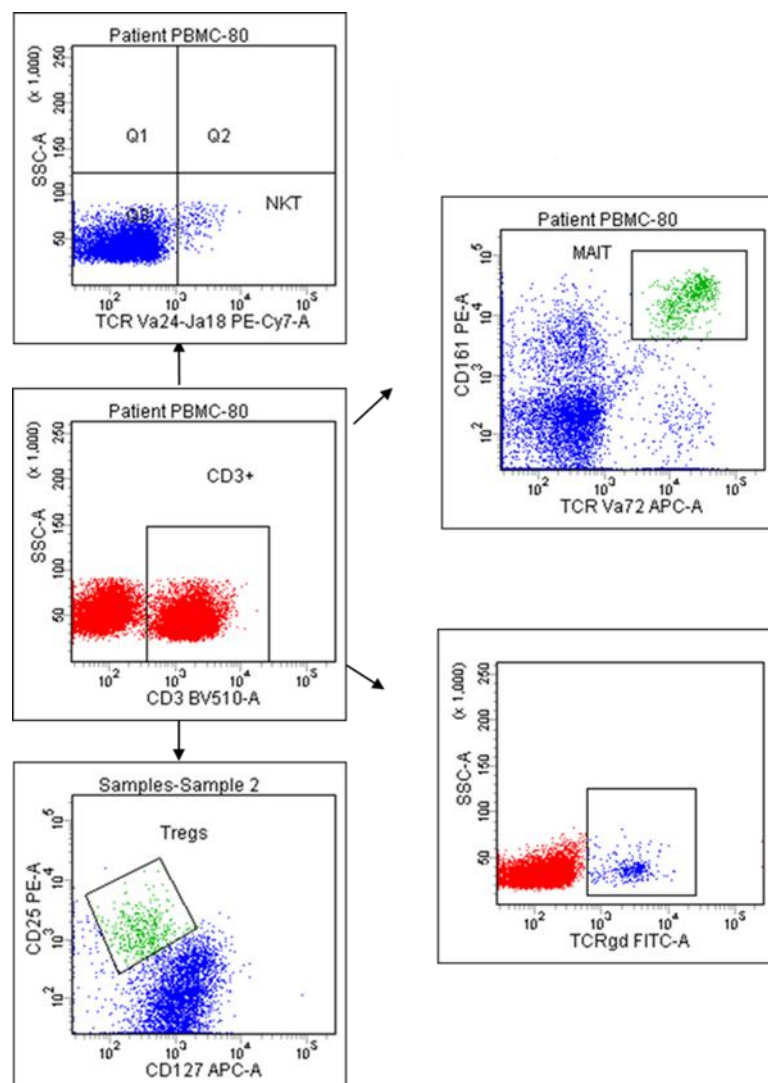 Patient PBMC-80
(x 1,000)
SSC-A
250
200
150
100
50
Q1
Q2
NKT
10² 10³ 10⁴ 10⁵
TCR Va24-Ja18 PE-Cy7-A
Patient PBMC-80
MAIT
CD161 PE-A
10⁵
10⁴
10³
10²
10² 10³ 10⁴ 10⁵
TCR Va72 APC-A
Patient PBMC-80
(x 1,000)
SSC-A
250
200
150
100
50
CD3+
10² 10³ 10⁴ 10⁵
CD3 BV510-A
(x 1,000)
SSC-A
250
200
150
100
50
10² 10³ 10⁴ 10⁵
TCRgd FITC-A
Samples-Sample 2
Tregs
CD25 PE-A
10⁵
10⁴
10³
10²
10² 10³ 10⁴ 10⁵
CD127 APC-A